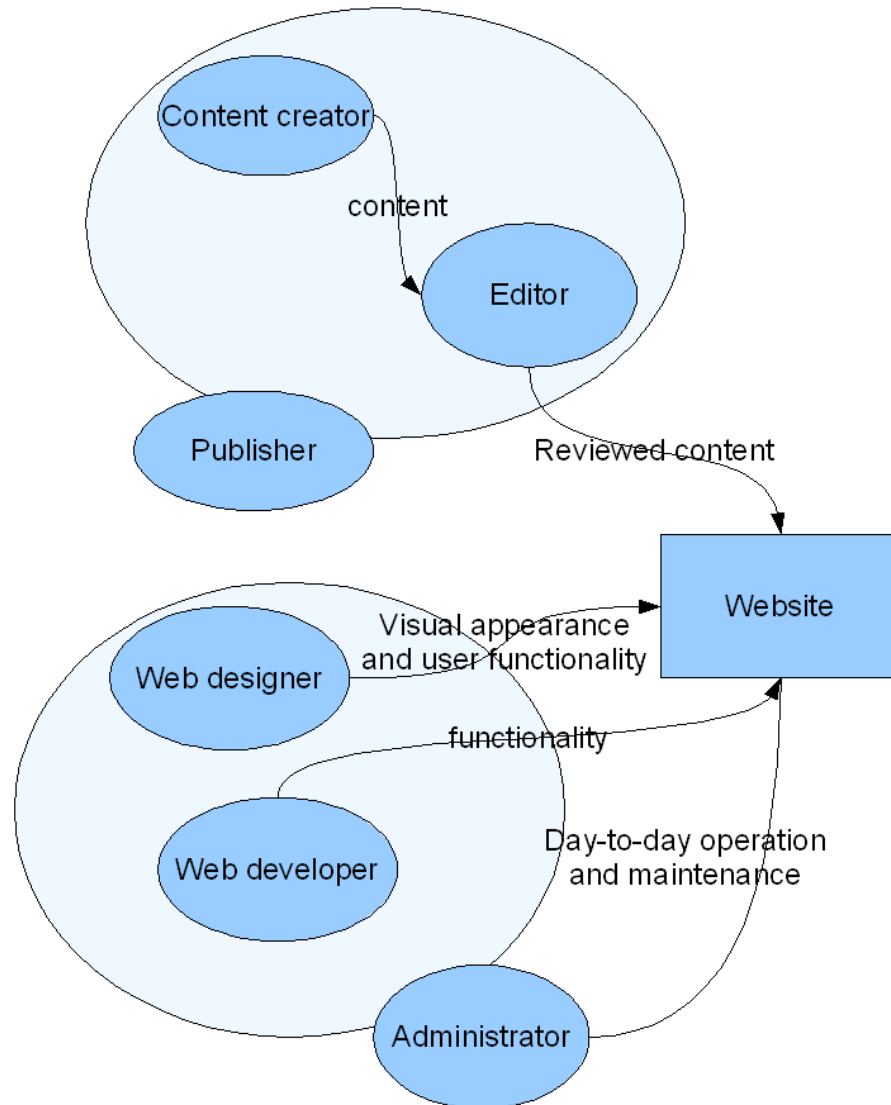 Content creator
content
Editor
Publisher
Reviewed content
Website
Visual appearance
and user functionality
Web designer
functionality
Day-to-day operation
and maintenance
Web developer
Administrator